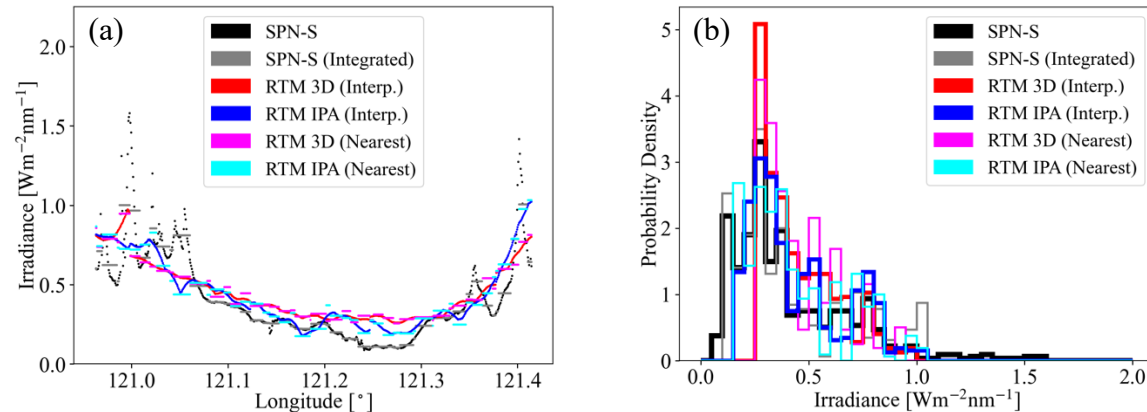 (a)
SPN-S
SPN-S (Integrated)
RTM 3D (Interp.)
RTM IPA (Interp.)
RTM 3D (Nearest)
RTM IPA (Nearest)
Irradiance [Wm−2nm−1]
2.0
1.5
1.0
0.5
0.0
121.0 121.1 121.2 121.3 121.4
Longitude [°]
(b)
SPN-S
SPN-S (Integrated)
RTM 3D (Interp.)
RTM IPA (Interp.)
RTM 3D (Nearest)
RTM IPA (Nearest)
Probability Density
5
4
3
2
1
0
0.0 0.5 1.0 1.5 2.0
Irradiance [Wm−2nm−1]